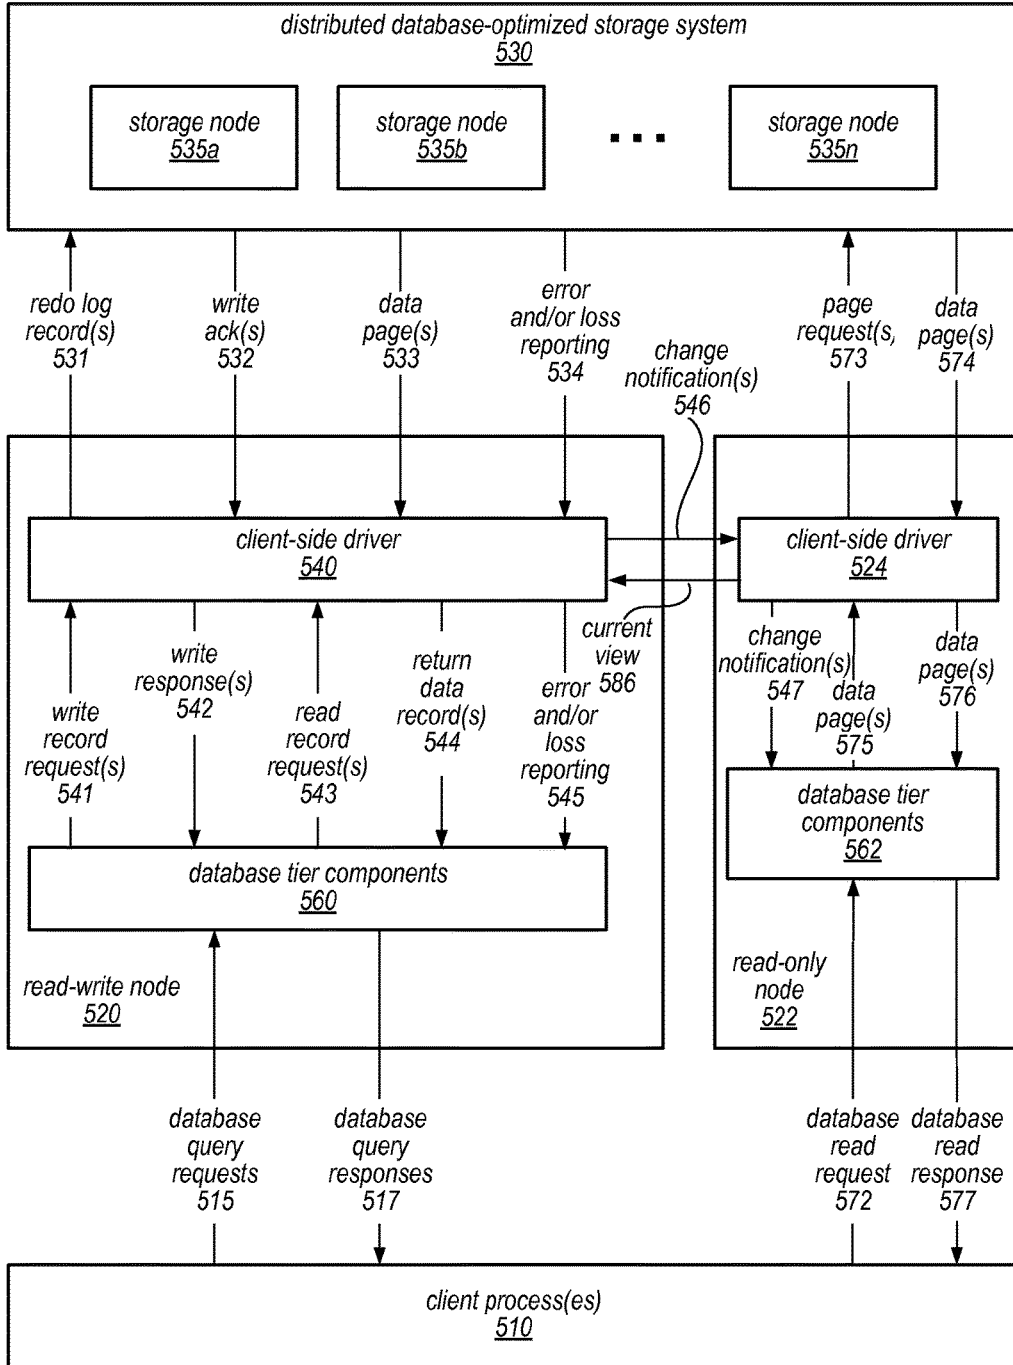 distributed database-optimized storage system
530
storage node
535a
storage node
535b
...
storage node
535n
redo log
record(s)
531
write
ack(s)
532
data
page(s)
533
error
and/or loss
reporting
534
change
notification(s)
546
page
request(s,
573
data
page(s)
574
client-side driver
540
client-side driver
524
write
record
request(s)
541
write
response(s)
542
read
record
request(s)
543
return
data
record(s)
544
error
and/or
loss
reporting
545
current
view
586
change
notification(s)
547
data
page(s)
575
data
page(s)
576
database tier components
560
database tier
components
562
read-write node
520
read-only
node
522
database
query
requests
515
database
query
responses
517
database
read
request
572
database
read
response
577
client process(es)
510